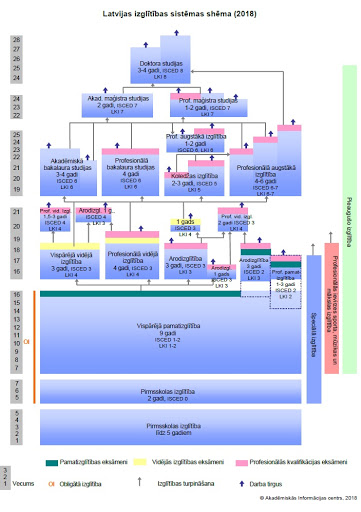 Latvijas izglītības sistēmas shēma (2018)
28
27
26
25
24
Doktora studijas
3-4 gadi, ISCED 8
LKI 8
24
23
22
Akad. maģistra studijas
2 gadi, ISCED 7
LKI 7
Prof. maģistra studijas
1-2 gadi, ISCED 7
LKI 7
25
24
23
22
21
20
19
Akadēmiskā
bakalaura studijas
3-4 gadi
ISCED 6
LKI 6
Profesionālā
bakalaura studijas
4 gadi
ISCED 6
LKI 6
Prof. augstākā izglītība
1-2 gadi
Koledžas izglītība
2-3 gadi, ISCED 5
LKI 5
Profesionālā augstākā
izglītība
4-6 gadi
ISCED 6-7
LKI 6-7
21
20
19
18
17
16
Prof. vid. izgl.
1,5-3 gadi
ISCED 4
LKI 4
Arodizgl. 1 g.
ISCED 4
1 gads
ISCED 3
LKI 4
Prof. vid. izgl.
2 gadi ISCED 3
LKI 4
Vispārējā vidējā
izglītība
3 gadi, ISCED 3
LKI 4
Profesionālā vidējā
izglītība
4 gadi, ISCED 3
LKI 4
Arodizglītība
3 gadi, ISCED 3
LKI 3
Arodizgl.
1 gads
ISCED 3
LKI 3
Arodizglītība
3 gadi
ISCED 2
LKI 3
Prof. pamat-
izglītība
1-3 gadi
ISCED 2
LKI 2
16
15
14
13
12
11
10
9
8
7
OI
Vispārējā pamatizglītība
9 gadi
ISCED 1-2
LKI 1-2
7
6
5
Pirmsskolas izglītība
2 gadi, ISCED 0
5
4
3
2
1
Pirmsskolas izglītība
līdz 5 gadiem
Speciālā izglītība
Profesionālās ievirzes sporta, mūzikas un
mākslas izglītība
Pieaugušo izglītība
Pamatizglītības eksāmeni
Vidējās izglītības eksāmeni
Profesionālās kvalifikācijas eksāmeni
3
2
1
Vecums
OI
Obligātā izglītība
Izglītības turpināšana
Darba tirgus
© Akadēmiskās Informācijas centrs, 2018